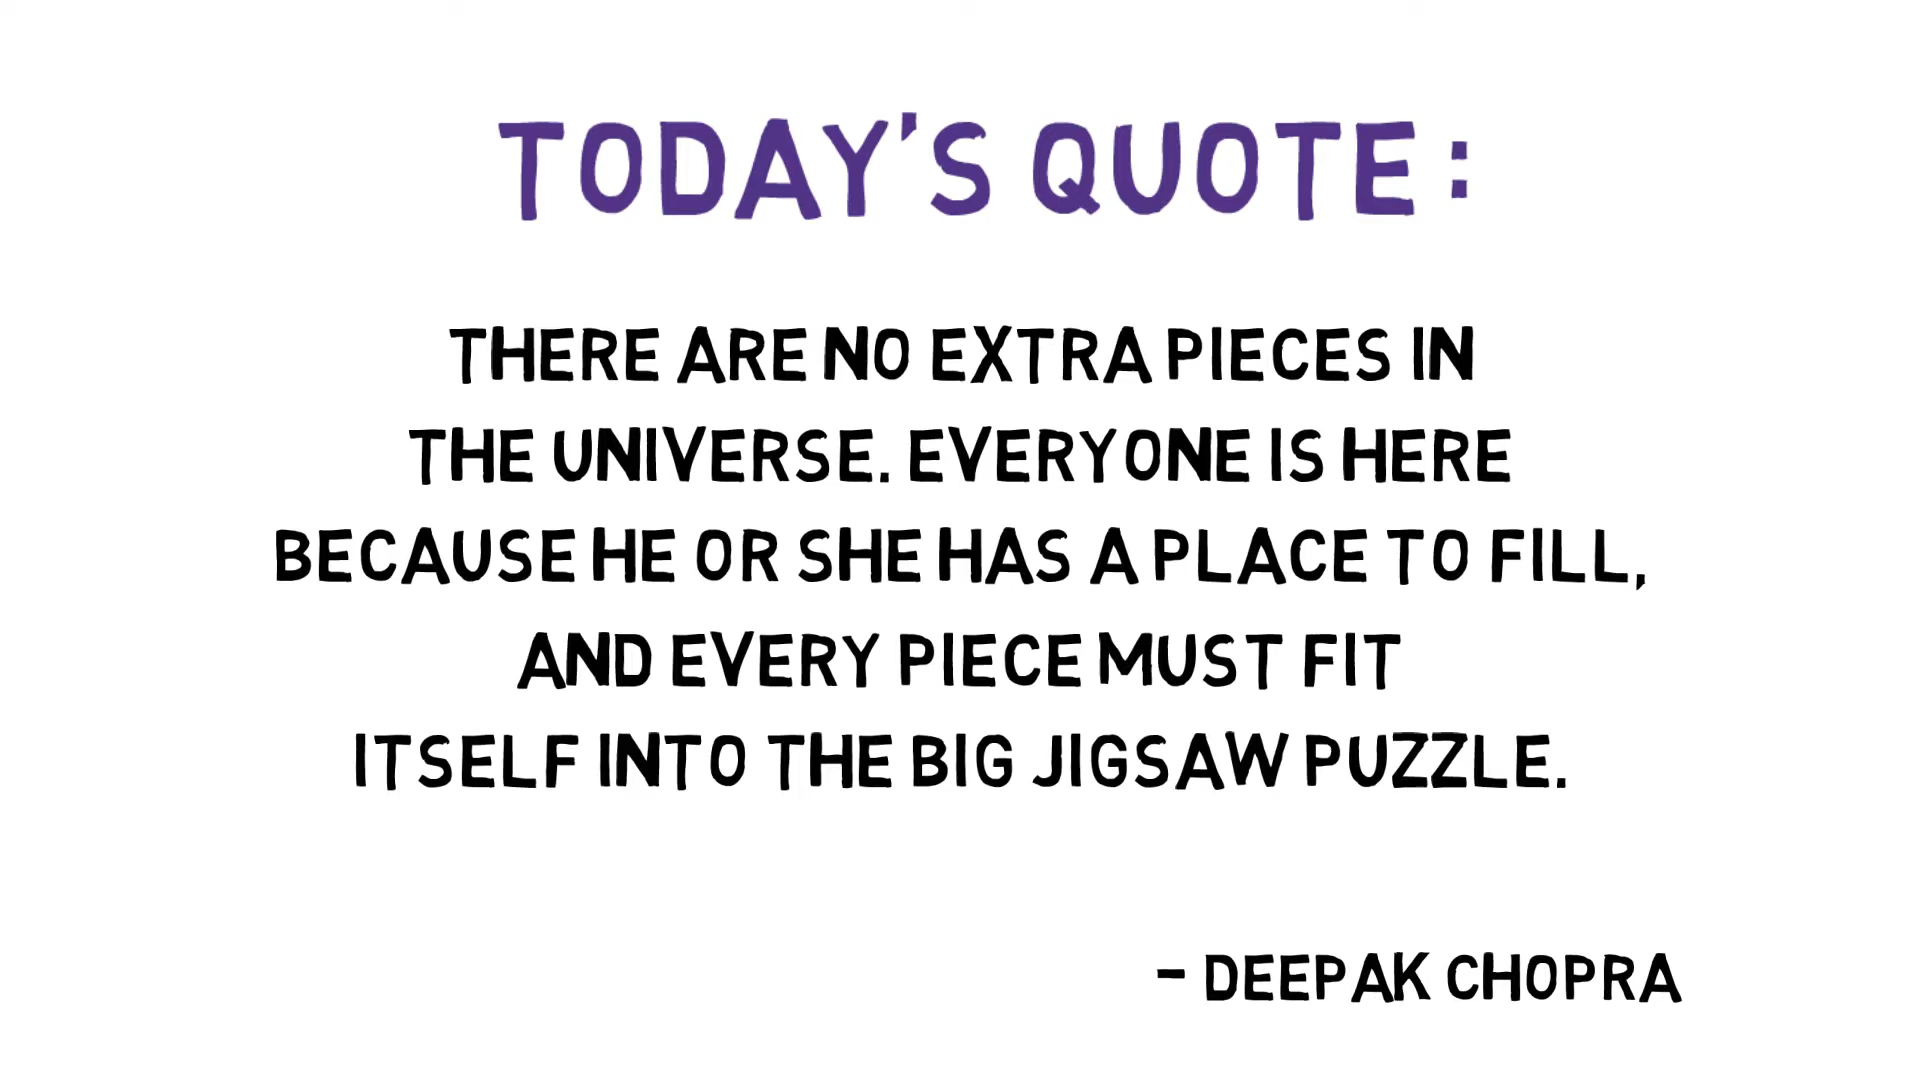 TODAY'S QUOTE:
THERE ARE NO EXTRA PIECES IN
THE UNIVERSE. EVERYONE IS HERE
BECAUSE HE OR SHE HAS A PLACE TO FILL,
AND EVERY PIECE MUST FIT
ITSELF INTO THE BIG JIGSAW PUZZLE.
- DEEPAK CHOPRA